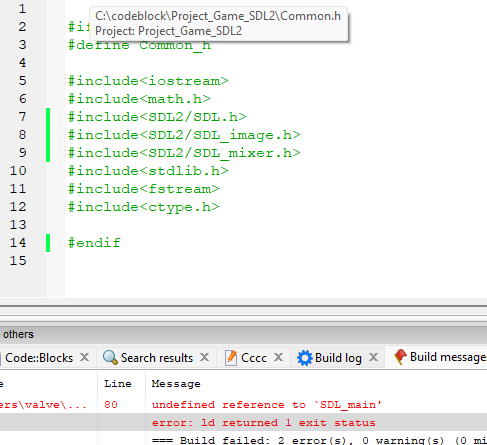 1
C:\codeblock\Project_Game_SDL2\Common.h
2 #if
Project: Project_Game_SDL2
3 #define Common_h
4
5 #include<iostream>
6 #include<math.h>
7 #include<SDL2/SDL.h>
8 #include<SDL2/SDL_image.h>
9 #include<SDL2/SDL_mixer.h>
10 #include<stdlib.h>
11 #include<fstream>
12 #include<ctype.h>
13
14 #endif
15
others
Code::Blocks Search results Cccc Build log Build messages
Line Message
ers\valve\... 80 undefined reference to `SDL_main'
error: ld returned 1 exit status
=== Build failed: 2 error(s), 0 warning(s) (0 mi